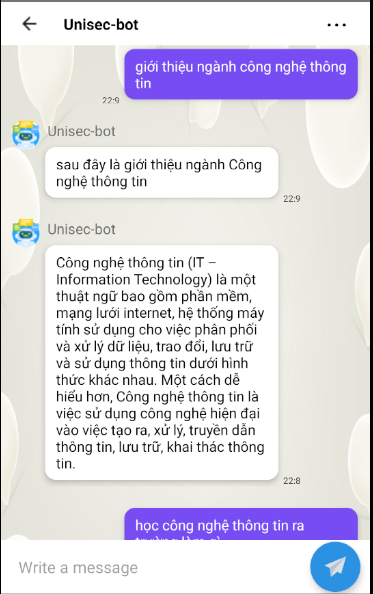 Unisec-bot
giới thiệu ngành công nghệ thông
tin
22:9
Unisec-bot
sau đây là giới thiệu ngành Công
nghệ thông tin
22:9
Unisec-bot
Công nghệ thông tin (IT –
Information Technology) là một
thuật ngữ bao gồm phần mềm,
mạng lưới internet, hệ thống máy
tính sử dụng cho việc phân phối
và xử lý dữ liệu, trao đổi, lưu trữ
và sử dụng thông tin dưới hình
thức khác nhau. Một cách dễ
hiểu hơn, Công nghệ thông tin là
việc sử dụng công nghệ hiện đại
vào việc tạo ra, xử lý, truyền dẫn
thông tin, lưu trữ, khai thác thông
tin.
22:8
học công nghệ thông tin ra
trường làm gì
Write a message